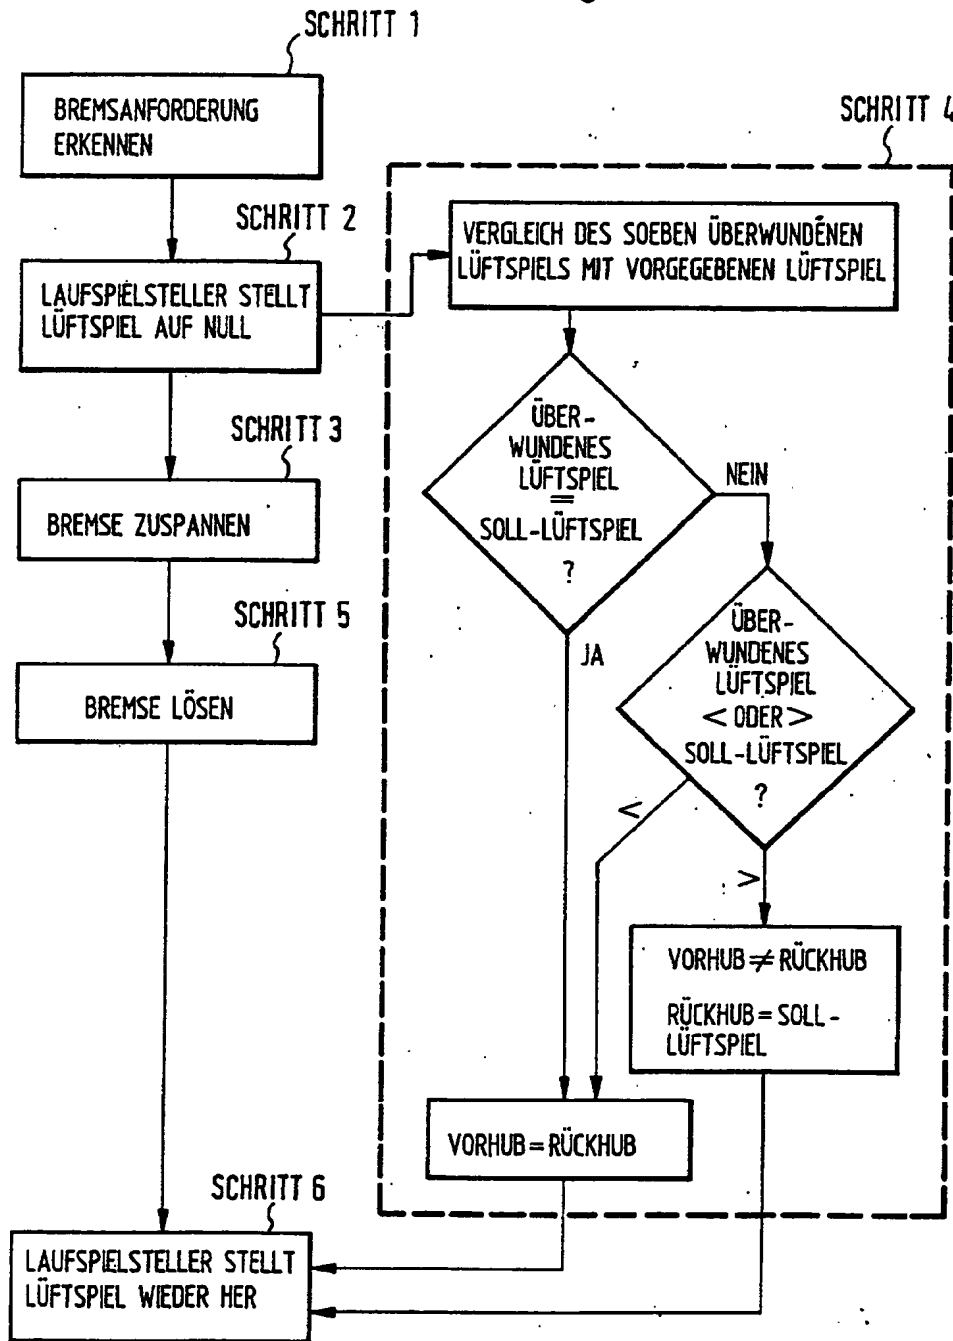 SCHRITT 1
BREMSANFORDERUNG
ERKENNEN
SCHRITT 2
LAUFSPIELSTELLER STELLT
LÜFTSPIEL AUF NULL
SCHRITT 3
BREMSE ZUSPANNEN
SCHRITT 5
BREMSE LÖSEN
SCHRITT 4
VERGLEICH DES SOEBEN ÜBERWUNDENEN
LÜFTSPIELS MIT VORGEGEBENEN LÜFTSPIEL
ÜBER-
WUNDENES
LÜFTSPIEL
=
SOLL-LÜFTSPIEL
?
NEIN
JA
ÜBER-
WUNDENES
LÜFTSPIEL
< ODER >
SOLL-LÜFTSPIEL
?
<
>
VORHUB ≠ RÜCKHUB
RÜCKHUB = SOLL-
LÜFTSPIEL
VORHUB = RÜCKHUB
SCHRITT 6
LAUFSPIELSTELLER STELLT
LÜFTSPIEL WIEDER HER